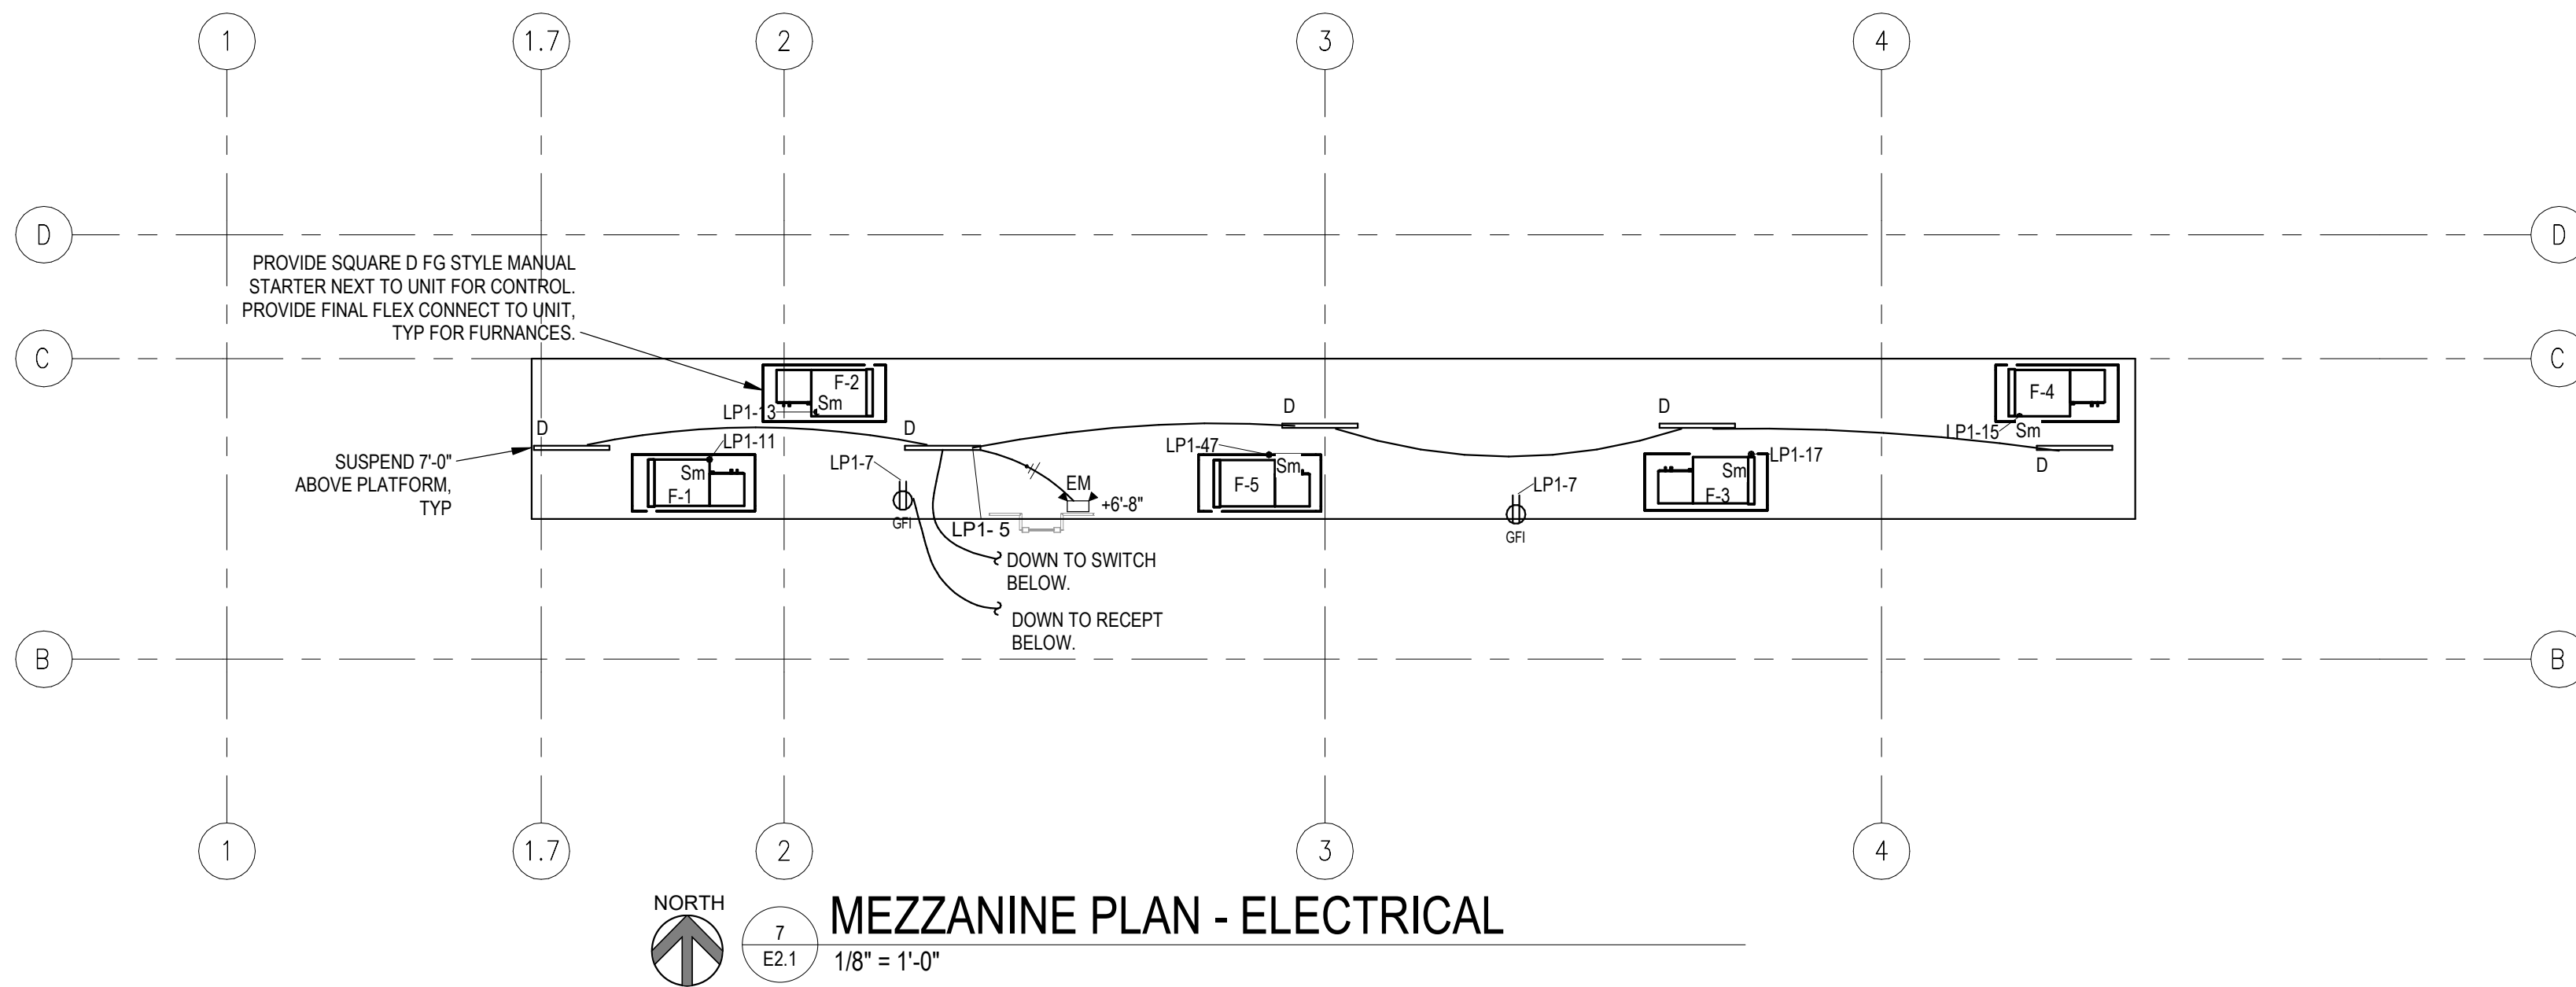 1
1.7
2
3
4
D
D
PROVIDE SQUARE D FG STYLE MANUAL
STARTER NEXT TO UNIT FOR CONTROL.
PROVIDE FINAL FLEX CONNECT TO UNIT,
TYP FOR FURNANCES.
C
C
F-2
Sm
LP1-13
F-4
LP1-15
Sm
D
D
D
D
D
SUSPEND 7'-0"
ABOVE PLATFORM,
TYP
LP1-11
Sm
F-1
LP1-7
GFI
LP1- 5
EM
+6'-8"
LP1-47
Sm
F-5
LP1-7
GFI
LP1-17
Sm
F-3
DOWN TO SWITCH
BELOW.
DOWN TO RECEPT
BELOW.
B
B
1
1.7
2
3
4
NORTH
7
E2.1
MEZZANINE PLAN - ELECTRICAL
1/8" = 1'-0"